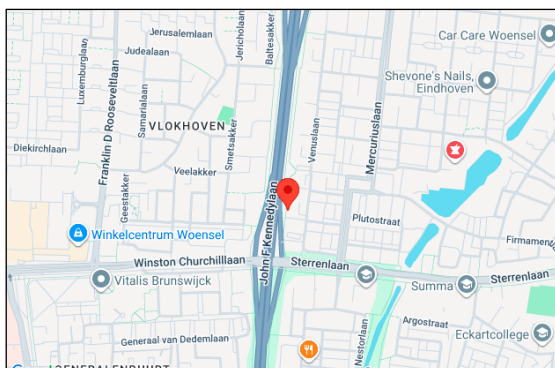 Jerusalemlaan
Judealaan
Luxemburglaan
Franklin D Rooseveltlaan
Samarialaan
Jericholaan
Baltesakker
Car Care Woensel
Shevone's Nails,
Eindhoven
VLOKHOVEN
Smetsakker
Venuslaan
Mercuriuslaan
Diekirchlaan
Veelakker
Geestakker
John F Kennedylaan
Plutostraat
Firmamentl
Winkelcentrum Woensel
Winston Churchilllaan
Sterrenlaan
Sterrenlaan
Vitalis Brunswijck
Summa
Argostraat
Nestorlaan
Eckartcollege
Generaal van Dedemlaan